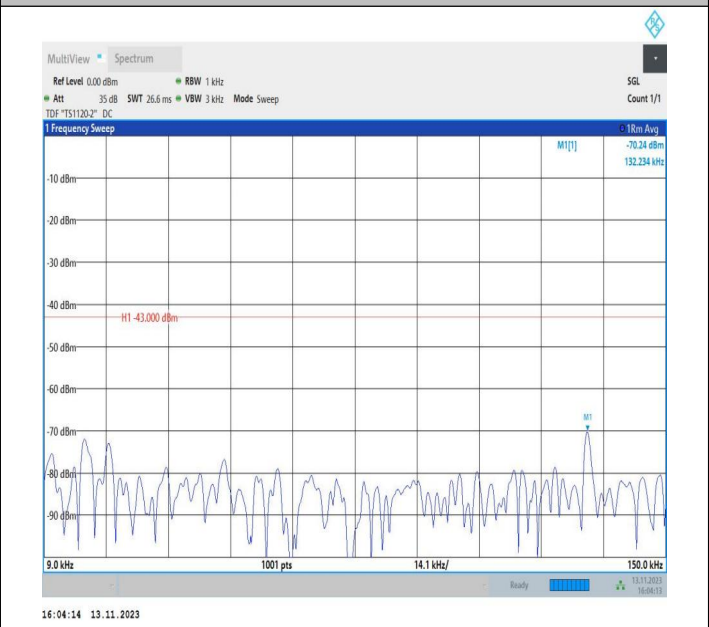 MultiView Spectrum
Ref Level 0.00 dBm RBW 1 kHz SGL
Att 35 dB SWT 26.6 ms VBW 3 kHz Mode Sweep Count 1/1
TDF "TS1120-2" DC
1 Frequency Sweep 1Rm Avg
M1[1] -70.24 dBm
132.234 kHz
-10 dBm
-20 dBm
-30 dBm
-40 dBm
H1 -43.000 dBm
-50 dBm
-60 dBm
M1
-70 dBm
-80 dBm
-90 dBm
9.0 kHz 1001 pts 14.1 kHz/ 150.0 kHz
Ready 13.11.2023
16:04:13
16:04:14 13.11.2023